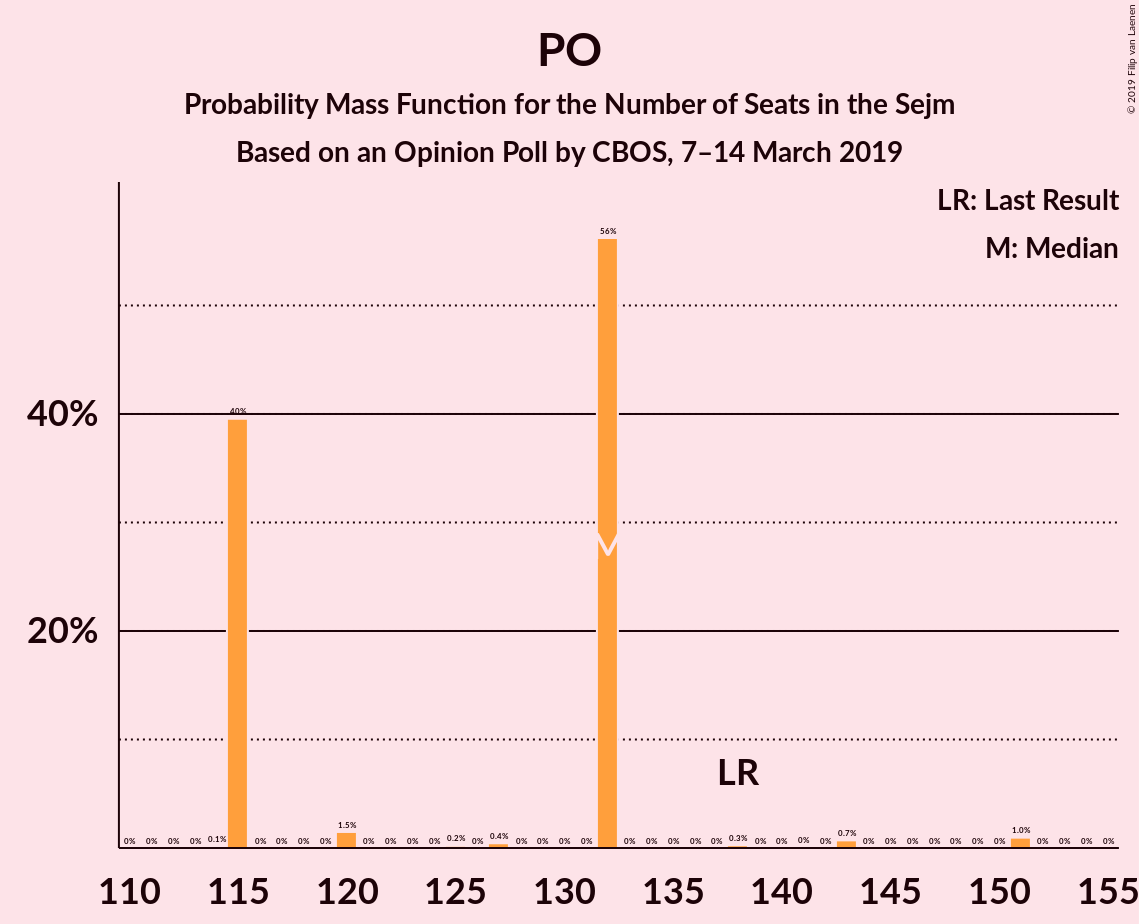 © 2019 Filip van Laenen
PO
Probability Mass Function for the Number of Seats in the Sejm
Based on an Opinion Poll by CBOS, 7–14 March 2019
LR: Last Result
M: Median
56%
40%
40%
M
20%
LR
0% 0% 0% 0% 0.1% 0% 0% 0% 0% 1.5% 0% 0% 0% 0% 0.2% 0% 0.4% 0% 0% 0% 0% 0% 0% 0% 0% 0% 0.3% 0% 0% 0% 0% 0.7% 0% 0% 0% 0% 0% 0% 0% 1.0% 0% 0% 0% 0%
110 115 120 125 130 135 140 145 150 155